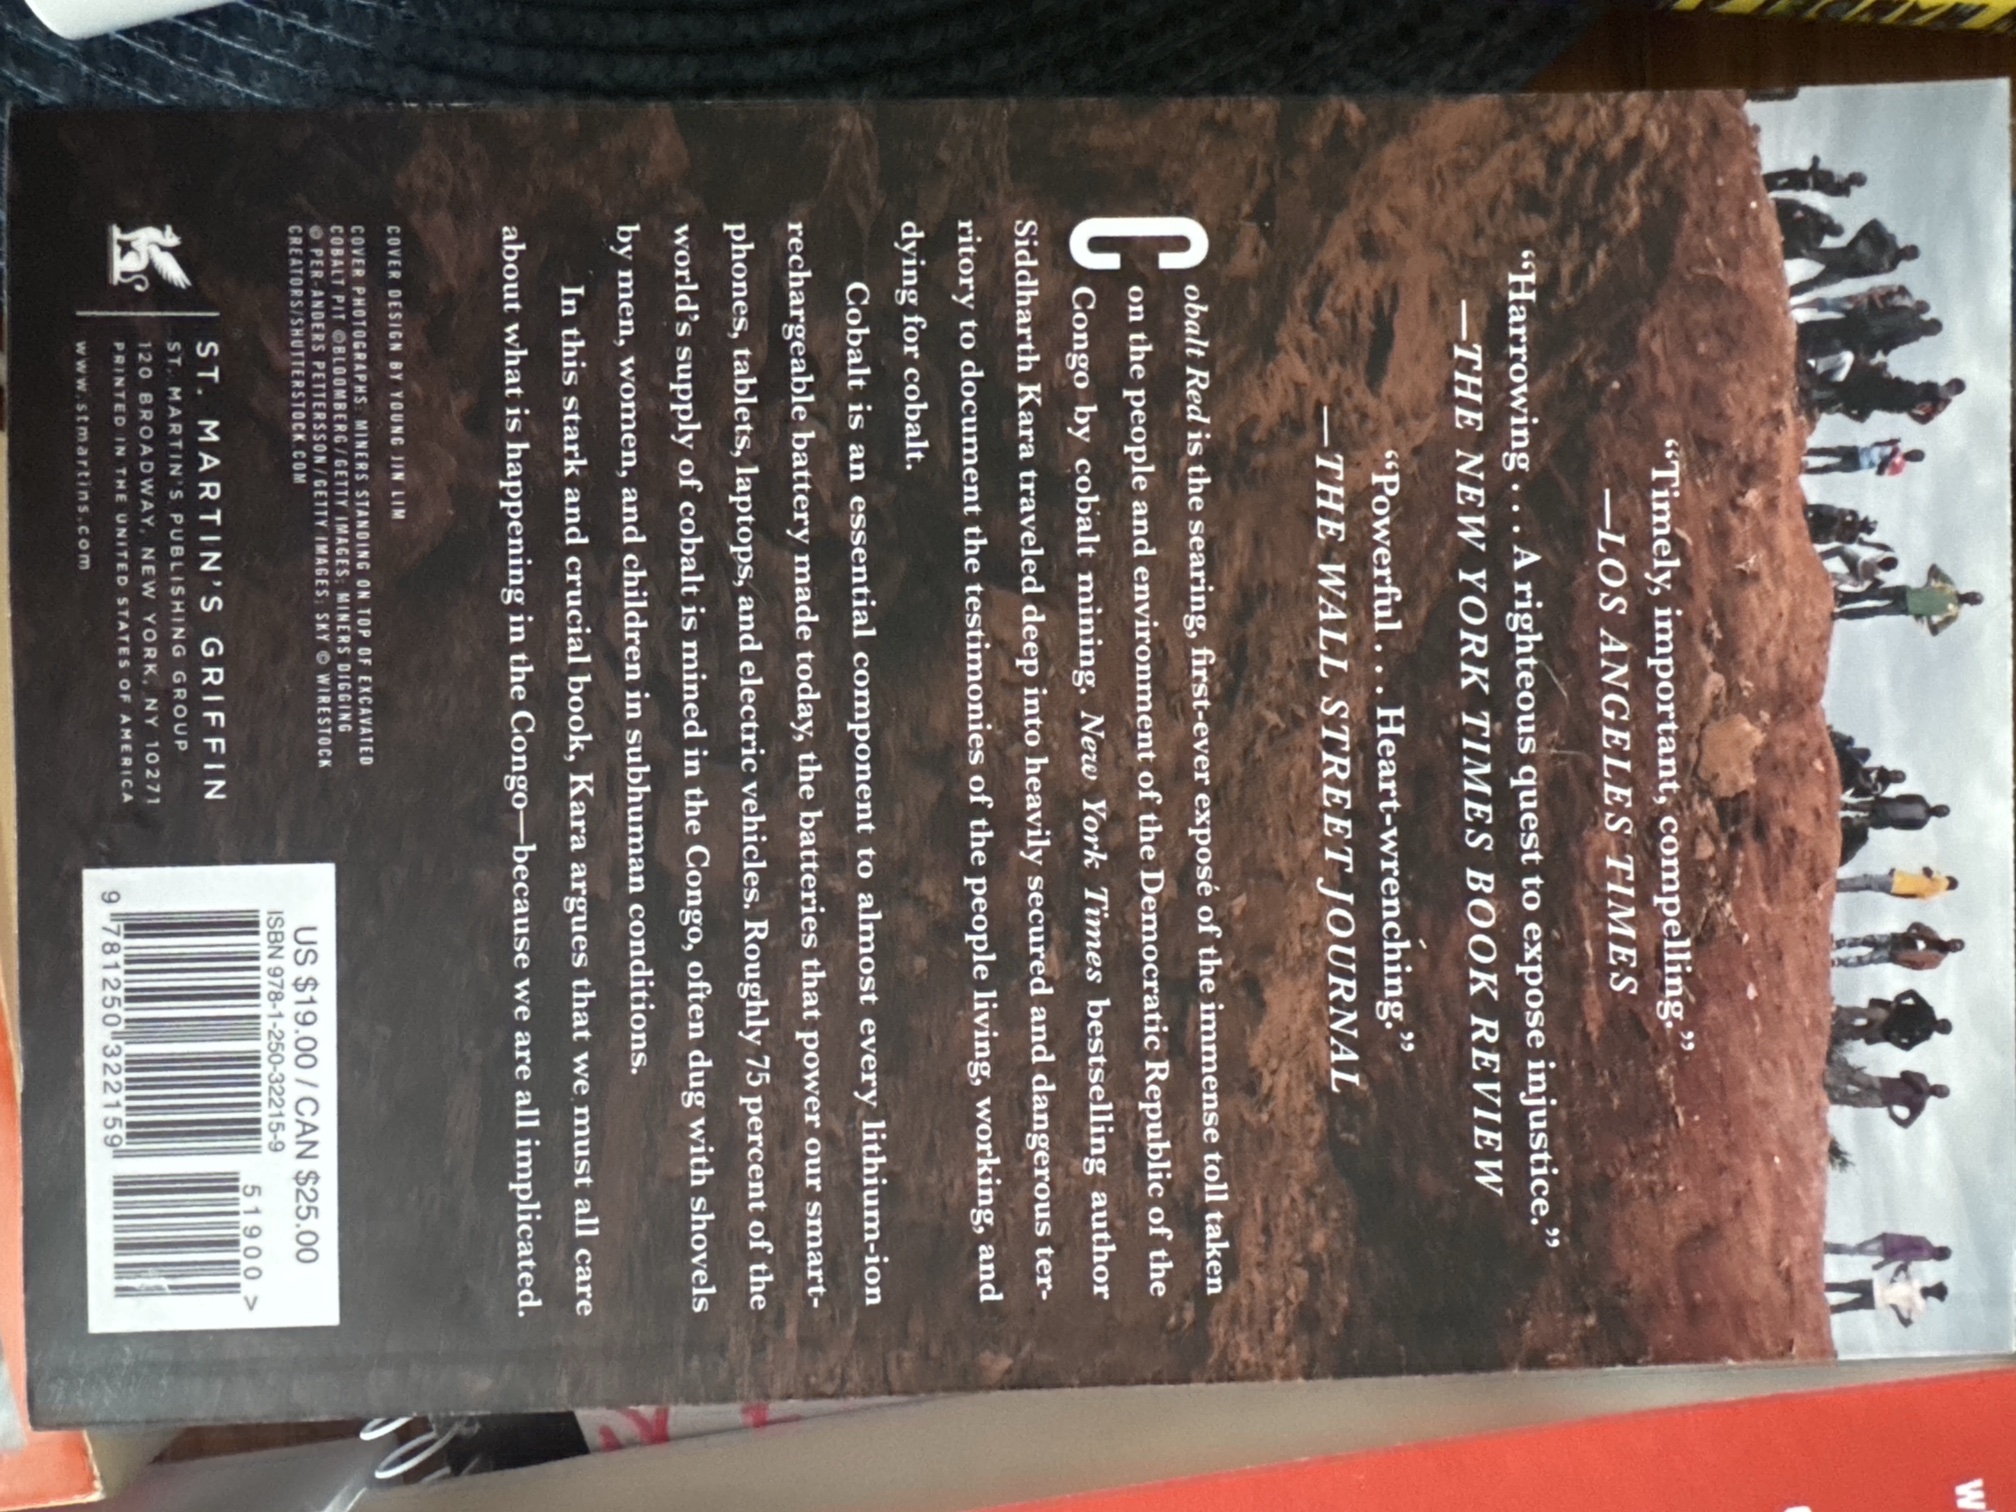 “Timely, important, compelling.”
—LOS ANGELES TIMES
“Harrowing . . . A righteous quest to expose injustice.”
—THE NEW YORK TIMES BOOK REVIEW
“Powerful . . . Heart-wrenching.”
—THE WALL STREET JOURNAL
Cobalt Red is the searing, first-ever exposé of the immense toll taken
on the people and environment of the Democratic Republic of the
Congo by cobalt mining. New York Times bestselling author
Siddharth Kara traveled deep into heavily secured and dangerous ter-
ritory to document the testimonies of the people living, working, and
dying for cobalt.
Cobalt is an essential component to almost every lithium-ion
rechargeable battery made today, the batteries that power our smart-
phones, tablets, laptops, and electric vehicles. Roughly 75 percent of the
world’s supply of cobalt is mined in the Congo, often dug with shovels
by men, women, and children in subhuman conditions.
In this stark and crucial book, Kara argues that we must all care
about what is happening in the Congo—because we are all implicated.
COVER DESIGN BY YOUNG JIN LIM
COVER PHOTOGRAPHS: MINERS STANDING ON TOP OF EXCAVATED
COBALT PIT ©BLOOMBERG/GETTY IMAGES; MINERS DIGGING
© PER-ANDERS PETTERSSON/GETTY IMAGES; SKY © WIRESTOCK
CREATORS/SHUTTERSTOCK.COM
ST. MARTIN’S GRIFFIN
ST. MARTIN’S PUBLISHING GROUP
120 BROADWAY, NEW YORK, NY 10271
PRINTED IN THE UNITED STATES OF AMERICA
www.stmartins.com
US $19.00 / CAN $25.00
ISBN 978-1-250-32215-9
51900>
9 781250 322159